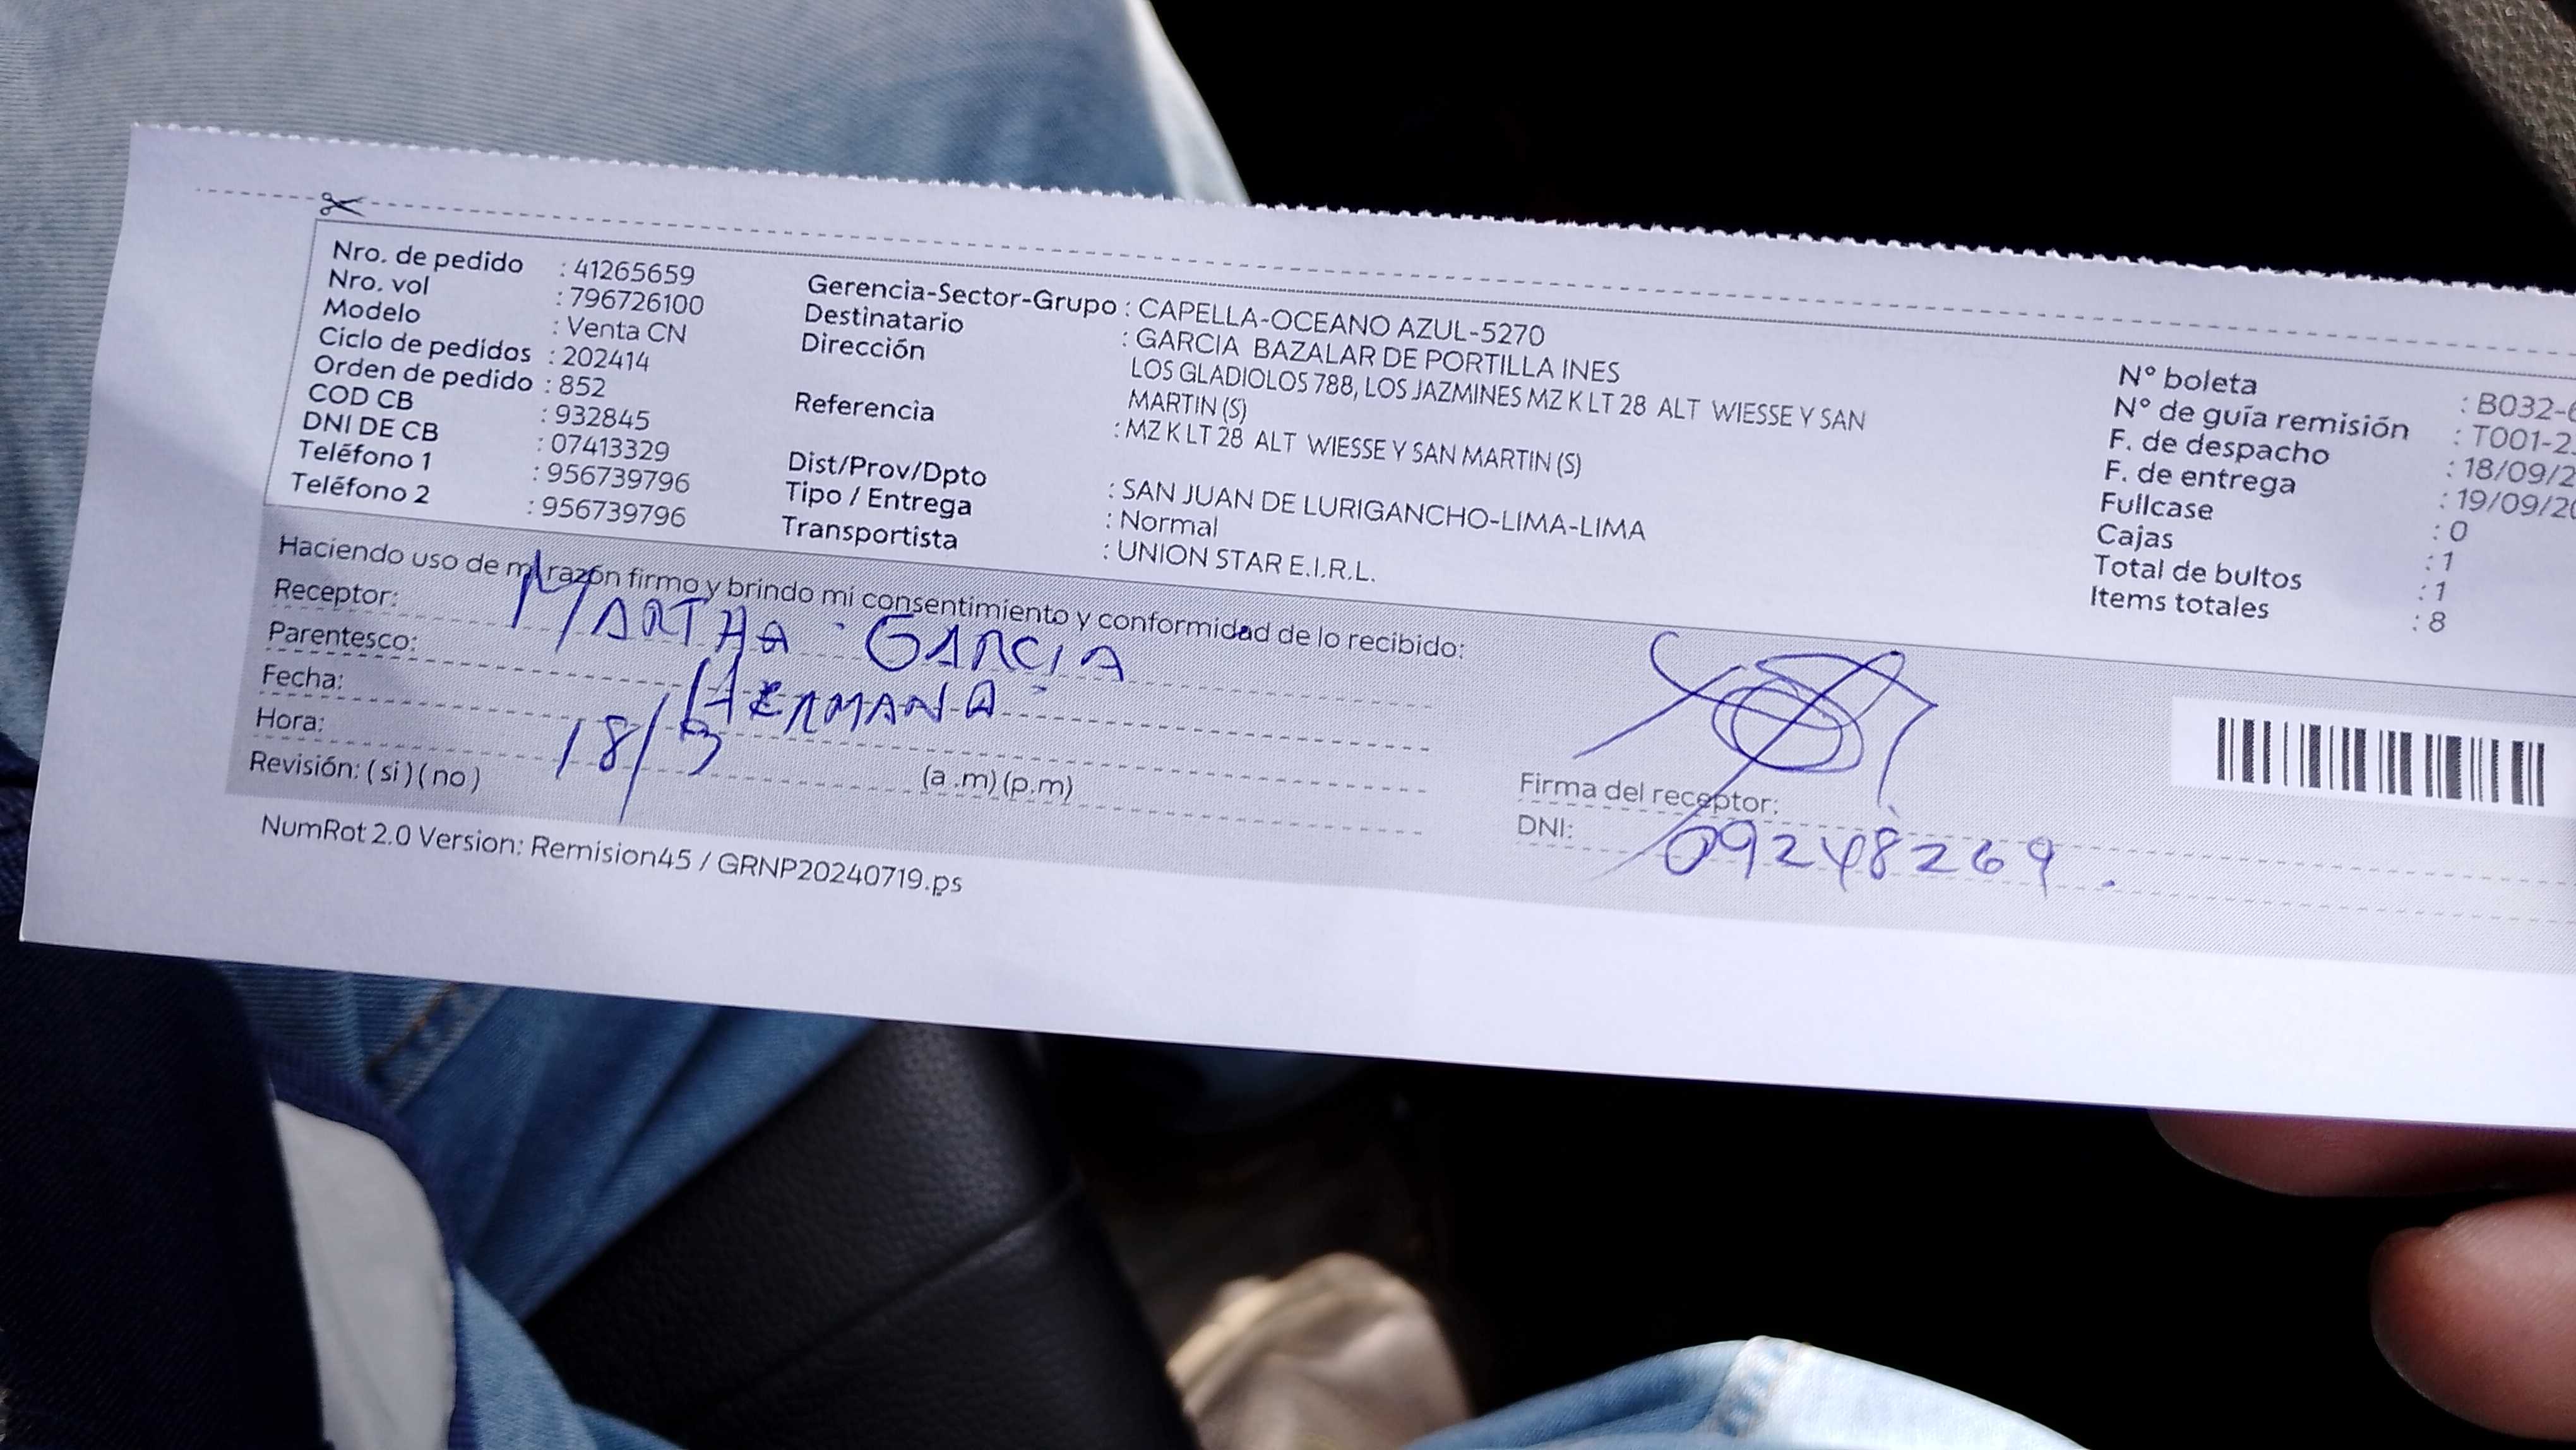 Nro. de pedido : 41265659
Nro. vol : 796726100
Modelo : Venta CN
Ciclo de pedidos : 202414
Orden de pedido : 852
COD CB : 932845
DNI DE CB : 07413329
Teléfono 1 : 956739796
Teléfono 2 : 956739796
Gerencia-Sector-Grupo : CAPELLA-OCEANO AZUL-5270
Destinatario : GARCIA BAZALAR DE PORTILLA INES
Dirección LOS GLADIOLOS 788, LOS JAZMINES MZ K LT 28 ALT WIESSE Y SAN
MARTIN (S)
Referencia : MZ K LT 28 ALT WIESSE Y SAN MARTIN (S)
Dist/Prov/Dpto : SAN JUAN DE LURIGANCHO-LIMA-LIMA
Tipo / Entrega : Normal
Transportista : UNION STAR E.I.R.L.
N° boleta : B032-
N° de guía remisión : T001-2
F. de despacho : 18/09/2
F. de entrega : 19/09/20
Fullcase : 0
Cajas : 1
Total de bultos : 1
Items totales : 8
Haciendo uso de mi razón firmo y brindo mi consentimiento y conformidad de lo recibido:
Receptor: MARTHA GARCIA
Parentesco: HERMANA
Fecha: 18/
Hora: (a .m) (p.m)
Revisión: ( si ) ( no )
Firma del receptor:
DNI: 09248269.
NumRot 2.0 Version: Remision45 / GRNP20240719.ps